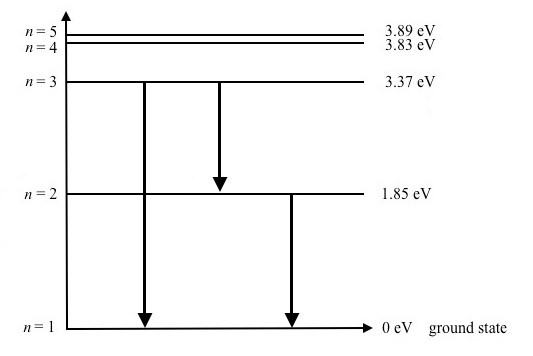 n = 5 3.89 eV
n = 4 3.83 eV
n = 3 3.37 eV
n = 2 1.85 eV
n = 1 0 eV ground state